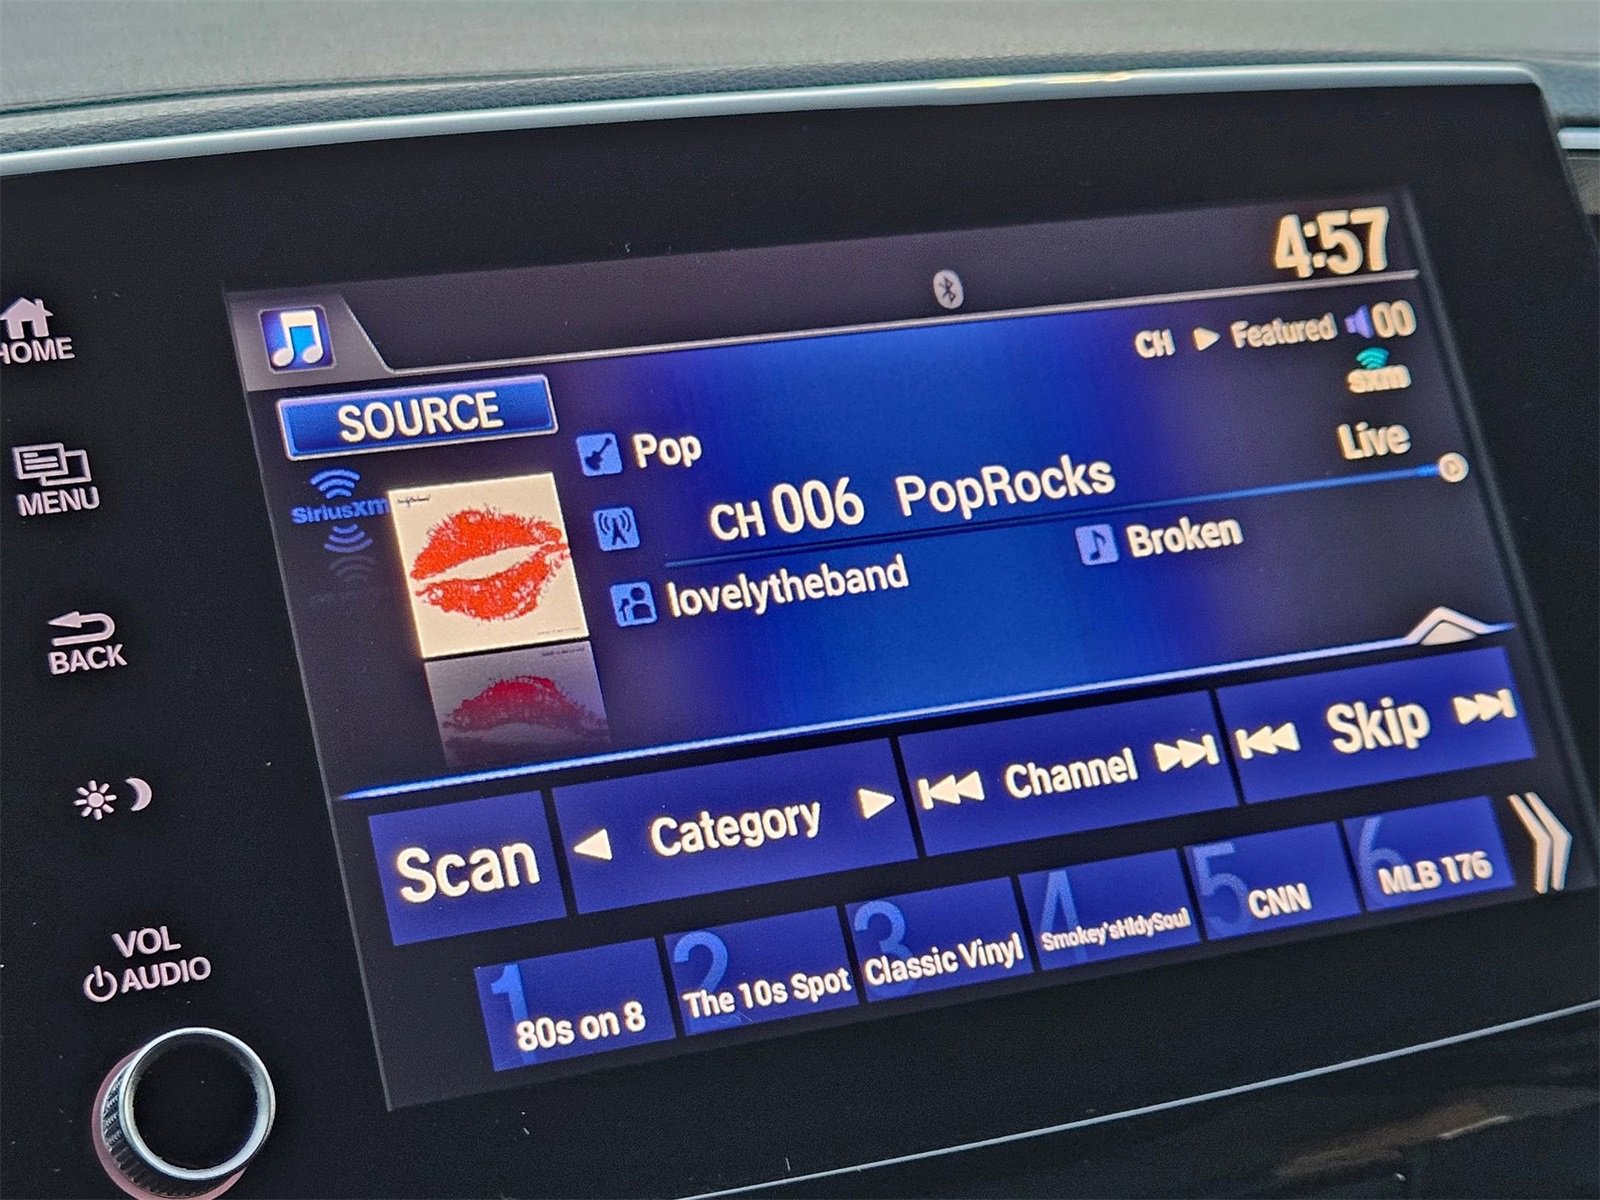 4:57
CH ▶ Featured 00
sxm
HOME
SOURCE
Pop
Live
SiriusXm
CH 006 PopRocks
MENU
lovelytheband
Broken
BACK
Scan
Category
Channel
Skip
VOL
AUDIO
1 80s on 8
2 The 10s Spot
3 Classic Vinyl
4 Smokey'sHldySoul
5 CNN
6 MLB 176